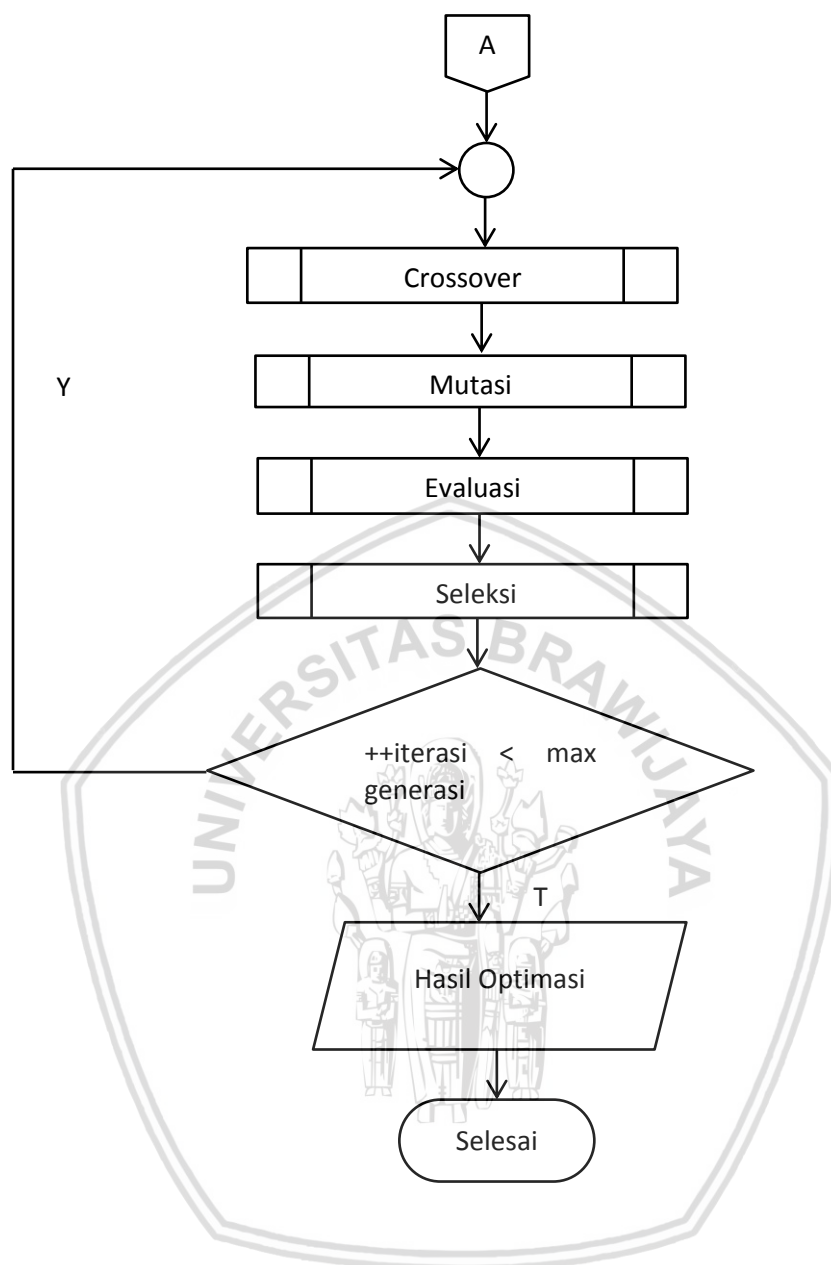 A
Crossover
Y
Mutasi
Evaluasi
Seleksi
UNIVERSITAS BRAWIJAYA
++iterasi < max
generasi
T
Hasil Optimasi
Selesai